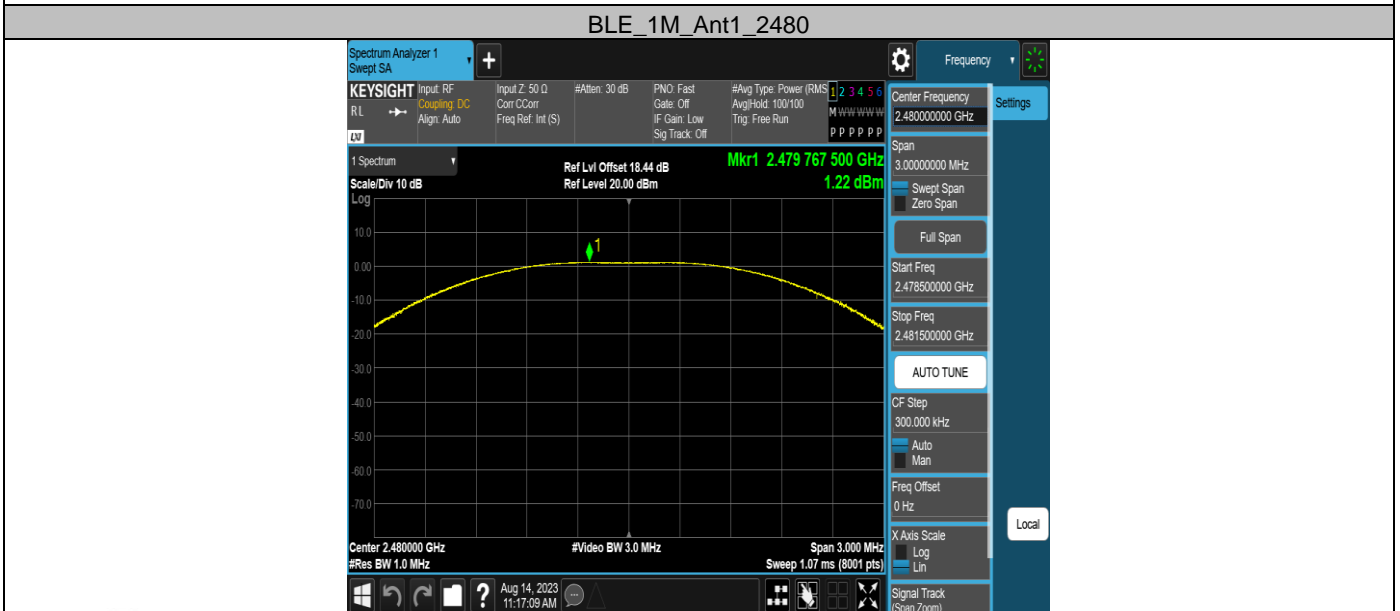 BLE_1M_Ant1_2480
Spectrum Analyzer 1
Swept SA
+
Frequency
KEYSIGHT
RL
LXI
Input: RF
Coupling: DC
Align: Auto
Input Z: 50 Ω
Corr CCorr
Freq Ref: Int (S)
#Atten: 30 dB
PNO: Fast
Gate: Off
IF Gain: Low
Sig Track: Off
#Avg Type: Power (RMS
Avg|Hold: 100/100
Trig: Free Run
1 2 3 4 5 6
M W W W W W
P P P P P P
1 Spectrum
Scale/Div 10 dB
Log
Ref Lvl Offset 18.44 dB
Ref Level 20.00 dBm
Mkr1 2.479 767 500 GHz
1.22 dBm
10.0
0.00
-10.0
-20.0
-30.0
-40.0
-50.0
-60.0
-70.0
1
Center 2.480000 GHz
#Res BW 1.0 MHz
#Video BW 3.0 MHz
Span 3.000 MHz
Sweep 1.07 ms (8001 pts)
Center Frequency
2.480000000 GHz
Settings
Span
3.00000000 MHz
Swept Span
Zero Span
Full Span
Start Freq
2.478500000 GHz
Stop Freq
2.481500000 GHz
AUTO TUNE
CF Step
300.000 kHz
Auto
Man
Freq Offset
0 Hz
X Axis Scale
Log
Lin
Local
Signal Track
(Span Zoom)
?
Aug 14, 2023
11:17:09 AM